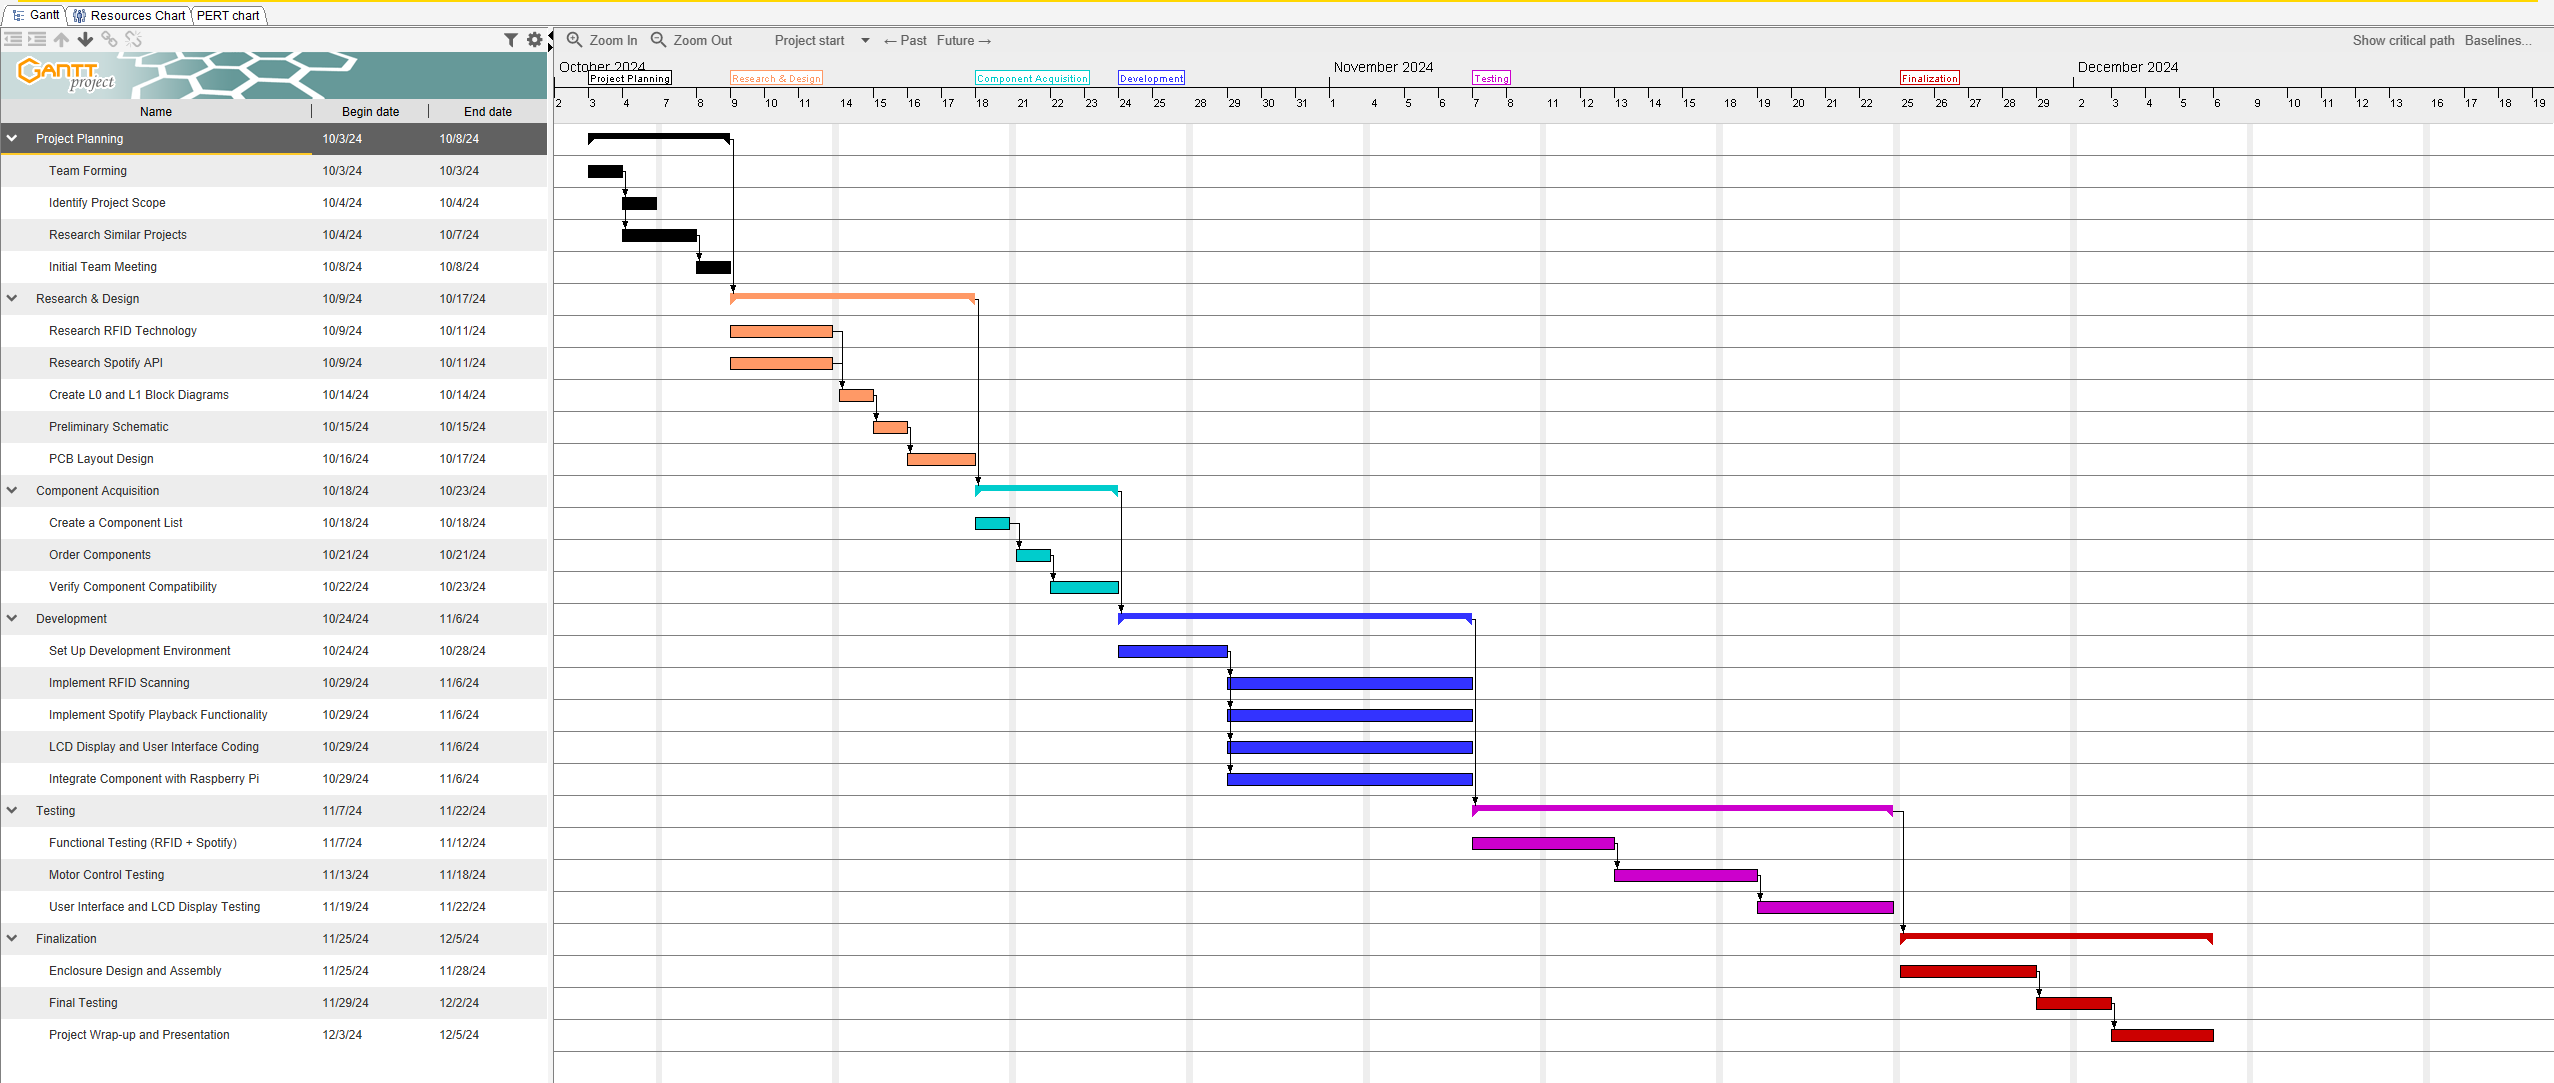 Gantt Resources Chart PERT chart
Zoom In Zoom Out Project start ← Past Future → Show critical path Baselines...
GANTT project
October 2024 November 2024 December 2024
Project Planning Research & Design Component Acquisition Development Testing Finalization
2 3 4 7 8 9 10 11 14 15 16 17 18 21 22 23 24 25 28 29 30 31 1 4 5 6 7 8 11 12 13 14 15 18 19 20 21 22 25 26 27 28 29 2 3 4 5 6 9 10 11 12 13 16 17 18 19
Name Begin date End date
Project Planning 10/3/24 10/8/24
Team Forming 10/3/24 10/3/24
Identify Project Scope 10/4/24 10/4/24
Research Similar Projects 10/4/24 10/7/24
Initial Team Meeting 10/8/24 10/8/24
Research & Design 10/9/24 10/17/24
Research RFID Technology 10/9/24 10/11/24
Research Spotify API 10/9/24 10/11/24
Create L0 and L1 Block Diagrams 10/14/24 10/14/24
Preliminary Schematic 10/15/24 10/15/24
PCB Layout Design 10/16/24 10/17/24
Component Acquisition 10/18/24 10/23/24
Create a Component List 10/18/24 10/18/24
Order Components 10/21/24 10/21/24
Verify Component Compatibility 10/22/24 10/23/24
Development 10/24/24 11/6/24
Set Up Development Environment 10/24/24 10/28/24
Implement RFID Scanning 10/29/24 11/6/24
Implement Spotify Playback Functionality 10/29/24 11/6/24
LCD Display and User Interface Coding 10/29/24 11/6/24
Integrate Component with Raspberry Pi 10/29/24 11/6/24
Testing 11/7/24 11/22/24
Functional Testing (RFID + Spotify) 11/7/24 11/12/24
Motor Control Testing 11/13/24 11/18/24
User Interface and LCD Display Testing 11/19/24 11/22/24
Finalization 11/25/24 12/5/24
Enclosure Design and Assembly 11/25/24 11/28/24
Final Testing 11/29/24 12/2/24
Project Wrap-up and Presentation 12/3/24 12/5/24